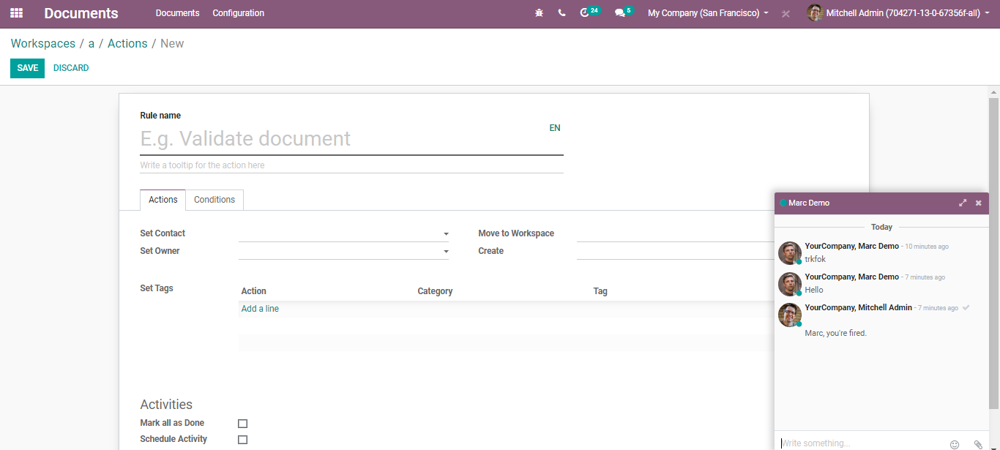 Documents Documents Configuration 24 5 My Company (San Francisco) Mitchell Admin (704271-13-0-67356f-all)
Workspaces / a / Actions / New
SAVE DISCARD
Rule name
E.g. Validate document EN
Write a tooltip for the action here
Actions Conditions
Set Contact Move to Workspace
Set Owner Create
Set Tags Action Category Tag
Add a line
Activities
Mark all as Done
Schedule Activity
Marc Demo
Today
YourCompany, Marc Demo - 10 minutes ago
trkfok
YourCompany, Marc Demo - 7 minutes ago
Hello
YourCompany, Mitchell Admin - 7 minutes ago
Marc, you're fired.
Write something...